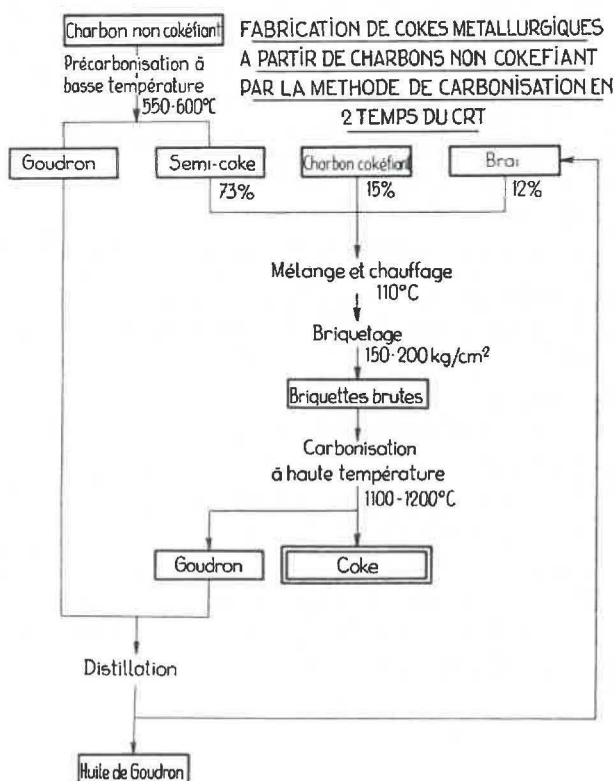 Charbon non cokéfiant
FABRICATION DE COKES METALLURGIQUES
A PARTIR DE CHARBONS NON COKEFIANT
PAR LA METHODE DE CARBONISATION EN
2 TEMPS DU CRT
Précarbonisation à
basse température
550-600°C
Goudron
Semi-coke
Charbon cokéfiant
Brai
73%
15%
12%
Mélange et chauffage
110°C
Briquetage
150-200 kg/cm²
Briquettes brutes
Carbonisation
à haute température
1100-1200°C
Goudron
Coke
Distillation
Huile de Goudron